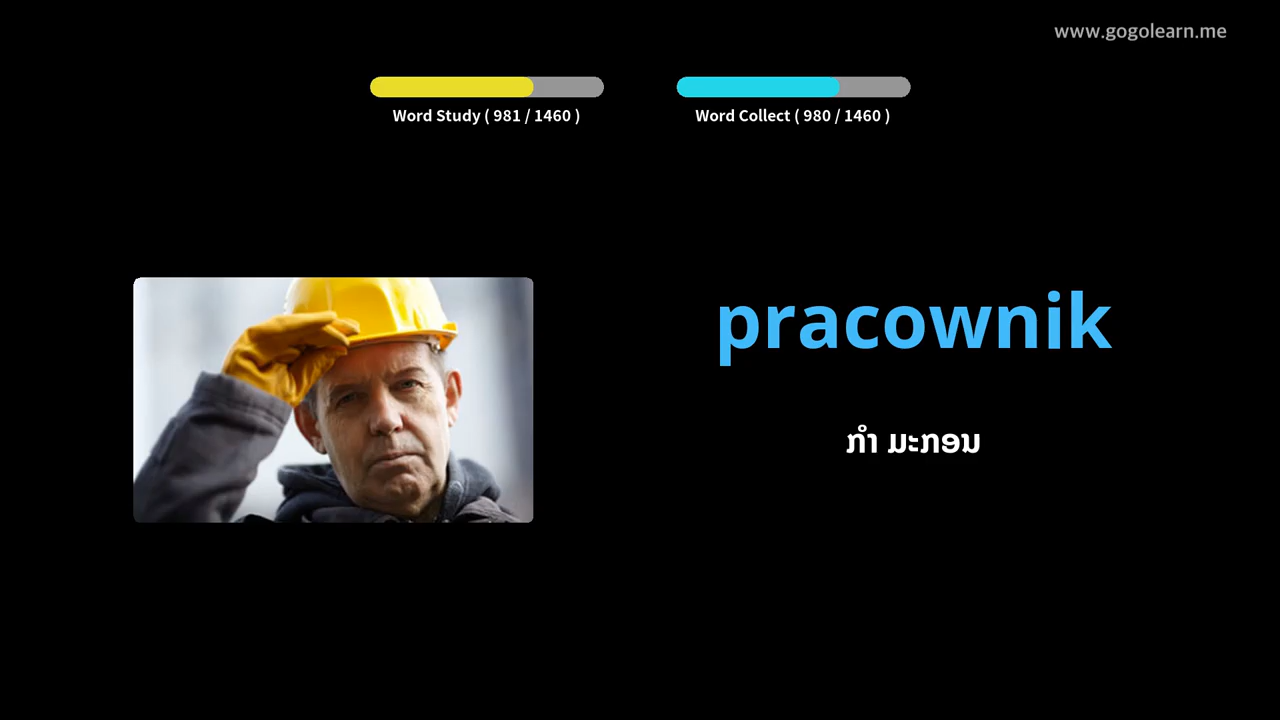 www.gogolearn.me
Word Study ( 981 / 1460 )
Word Collect ( 980 / 1460 )
pracownik
ກຳ ມະກອນ